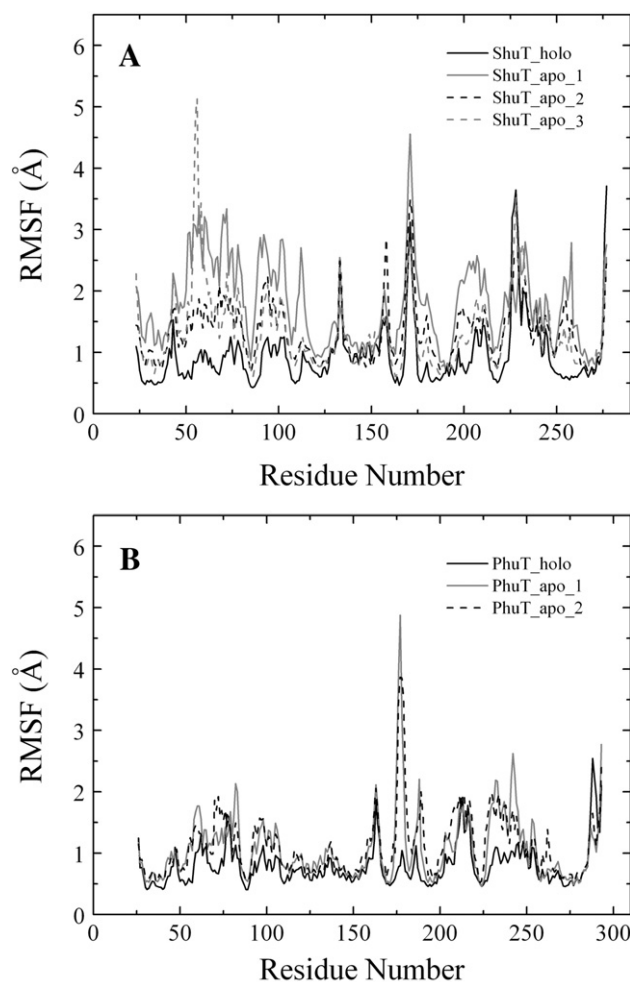 A
ShuT_holo
ShuT_apo_1
ShuT_apo_2
ShuT_apo_3
RMSF (Å)
6
5
4
3
2
1
0
0 50 100 150 200 250
Residue Number
B
PhuT_holo
PhuT_apo_1
PhuT_apo_2
RMSF (Å)
6
5
4
3
2
1
0
0 50 100 150 200 250 300
Residue Number